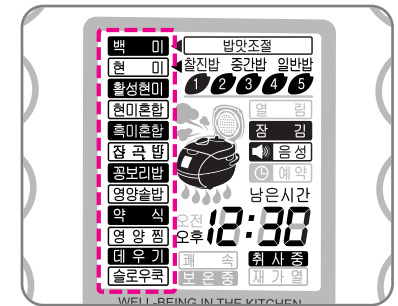 백 미
현 미
활성현미
현미혼합
흑미혼합
잡곡밥
콩보리밥
영양솥밥
약 식
영 양 찜
데 우 기
슬로우쿡
밥맛조절
찰진밥 중간밥 일반밥
1 2 3 4 5
열 림
잠 김
음성
예약
남은시간
오전
오후 12:30
쾌 속 취 사 중
보 온 중 재 가 열
WELL-BEING IN THE KITCHEN